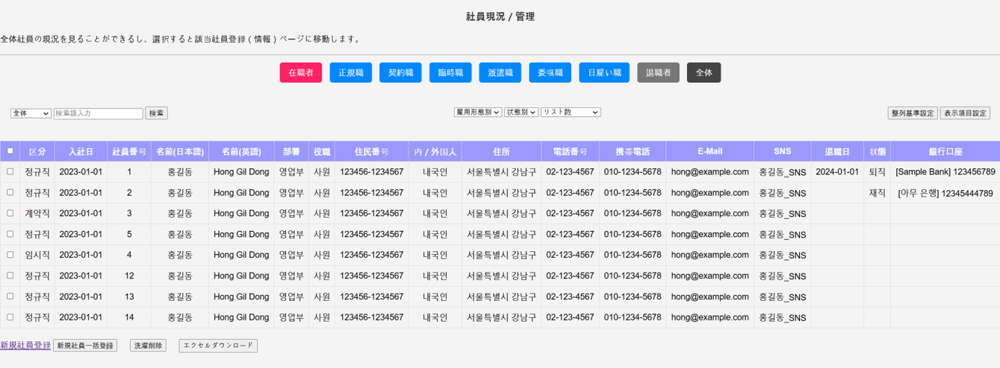 社員現況 / 管理
全体社員の現況を見ることができるし、選択すると該当社員登録 ( 情報 ) ページに移動します。
在職者 正規職 契約職 臨時職 派遣職 委嘱職 日雇い職 退職者 全体
全体 検索語入力 検索 雇用形態別 状態別 リスト数 整列基準設定 表示項目設定
区分 入社日 社員番号 名前(日本語) 名前(英語) 部署 役職 住民番号 内 / 外国人 住所 電話番号 携帯電話 E-Mail SNS 退職日 状態 銀行口座
정규직 2023-01-01 1 홍길동 Hong Gil Dong 영업부 사원 123456-1234567 내국인 서울특별시 강남구 02-123-4567 010-1234-5678 hong@example.com 홍길동_SNS 2024-01-01 퇴직 [Sample Bank] 123456789
정규직 2023-01-01 2 홍길동 Hong Gil Dong 영업부 사원 123456-1234567 내국인 서울특별시 강남구 02-123-4567 010-1234-5678 hong@example.com 홍길동_SNS 재직 [아무 은행] 12345444789
계약직 2023-01-01 3 홍길동 Hong Gil Dong 영업부 사원 123456-1234567 내국인 서울특별시 강남구 02-123-4567 010-1234-5678 hong@example.com 홍길동_SNS
정규직 2023-01-01 5 홍길동 Hong Gil Dong 영업부 사원 123456-1234567 내국인 서울특별시 강남구 02-123-4567 010-1234-5678 hong@example.com 홍길동_SNS
임시직 2023-01-01 4 홍길동 Hong Gil Dong 영업부 사원 123456-1234567 내국인 서울특별시 강남구 02-123-4567 010-1234-5678 hong@example.com 홍길동_SNS
정규직 2023-01-01 12 홍길동 Hong Gil Dong 영업부 사원 123456-1234567 내국인 서울특별시 강남구 02-123-4567 010-1234-5678 hong@example.com 홍길동_SNS
정규직 2023-01-01 13 홍길동 Hong Gil Dong 영업부 사원 123456-1234567 내국인 서울특별시 강남구 02-123-4567 010-1234-5678 hong@example.com 홍길동_SNS
정규직 2023-01-01 14 홍길동 Hong Gil Dong 영업부 사원 123456-1234567 내국인 서울특별시 강남구 02-123-4567 010-1234-5678 hong@example.com 홍길동_SNS
新規社員登録 新規社員一括登録 洗濯削除 エクセルダウンロード